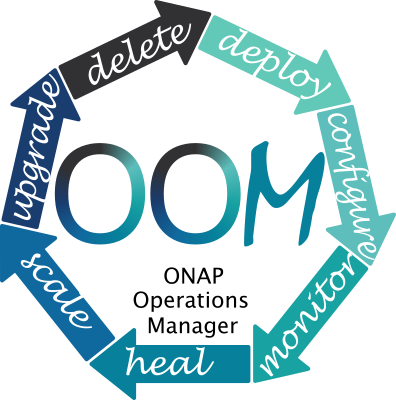 delete
deploy
configure
monitor
heal
scale
upgrade
OOM
ONAP
Operations
Manager